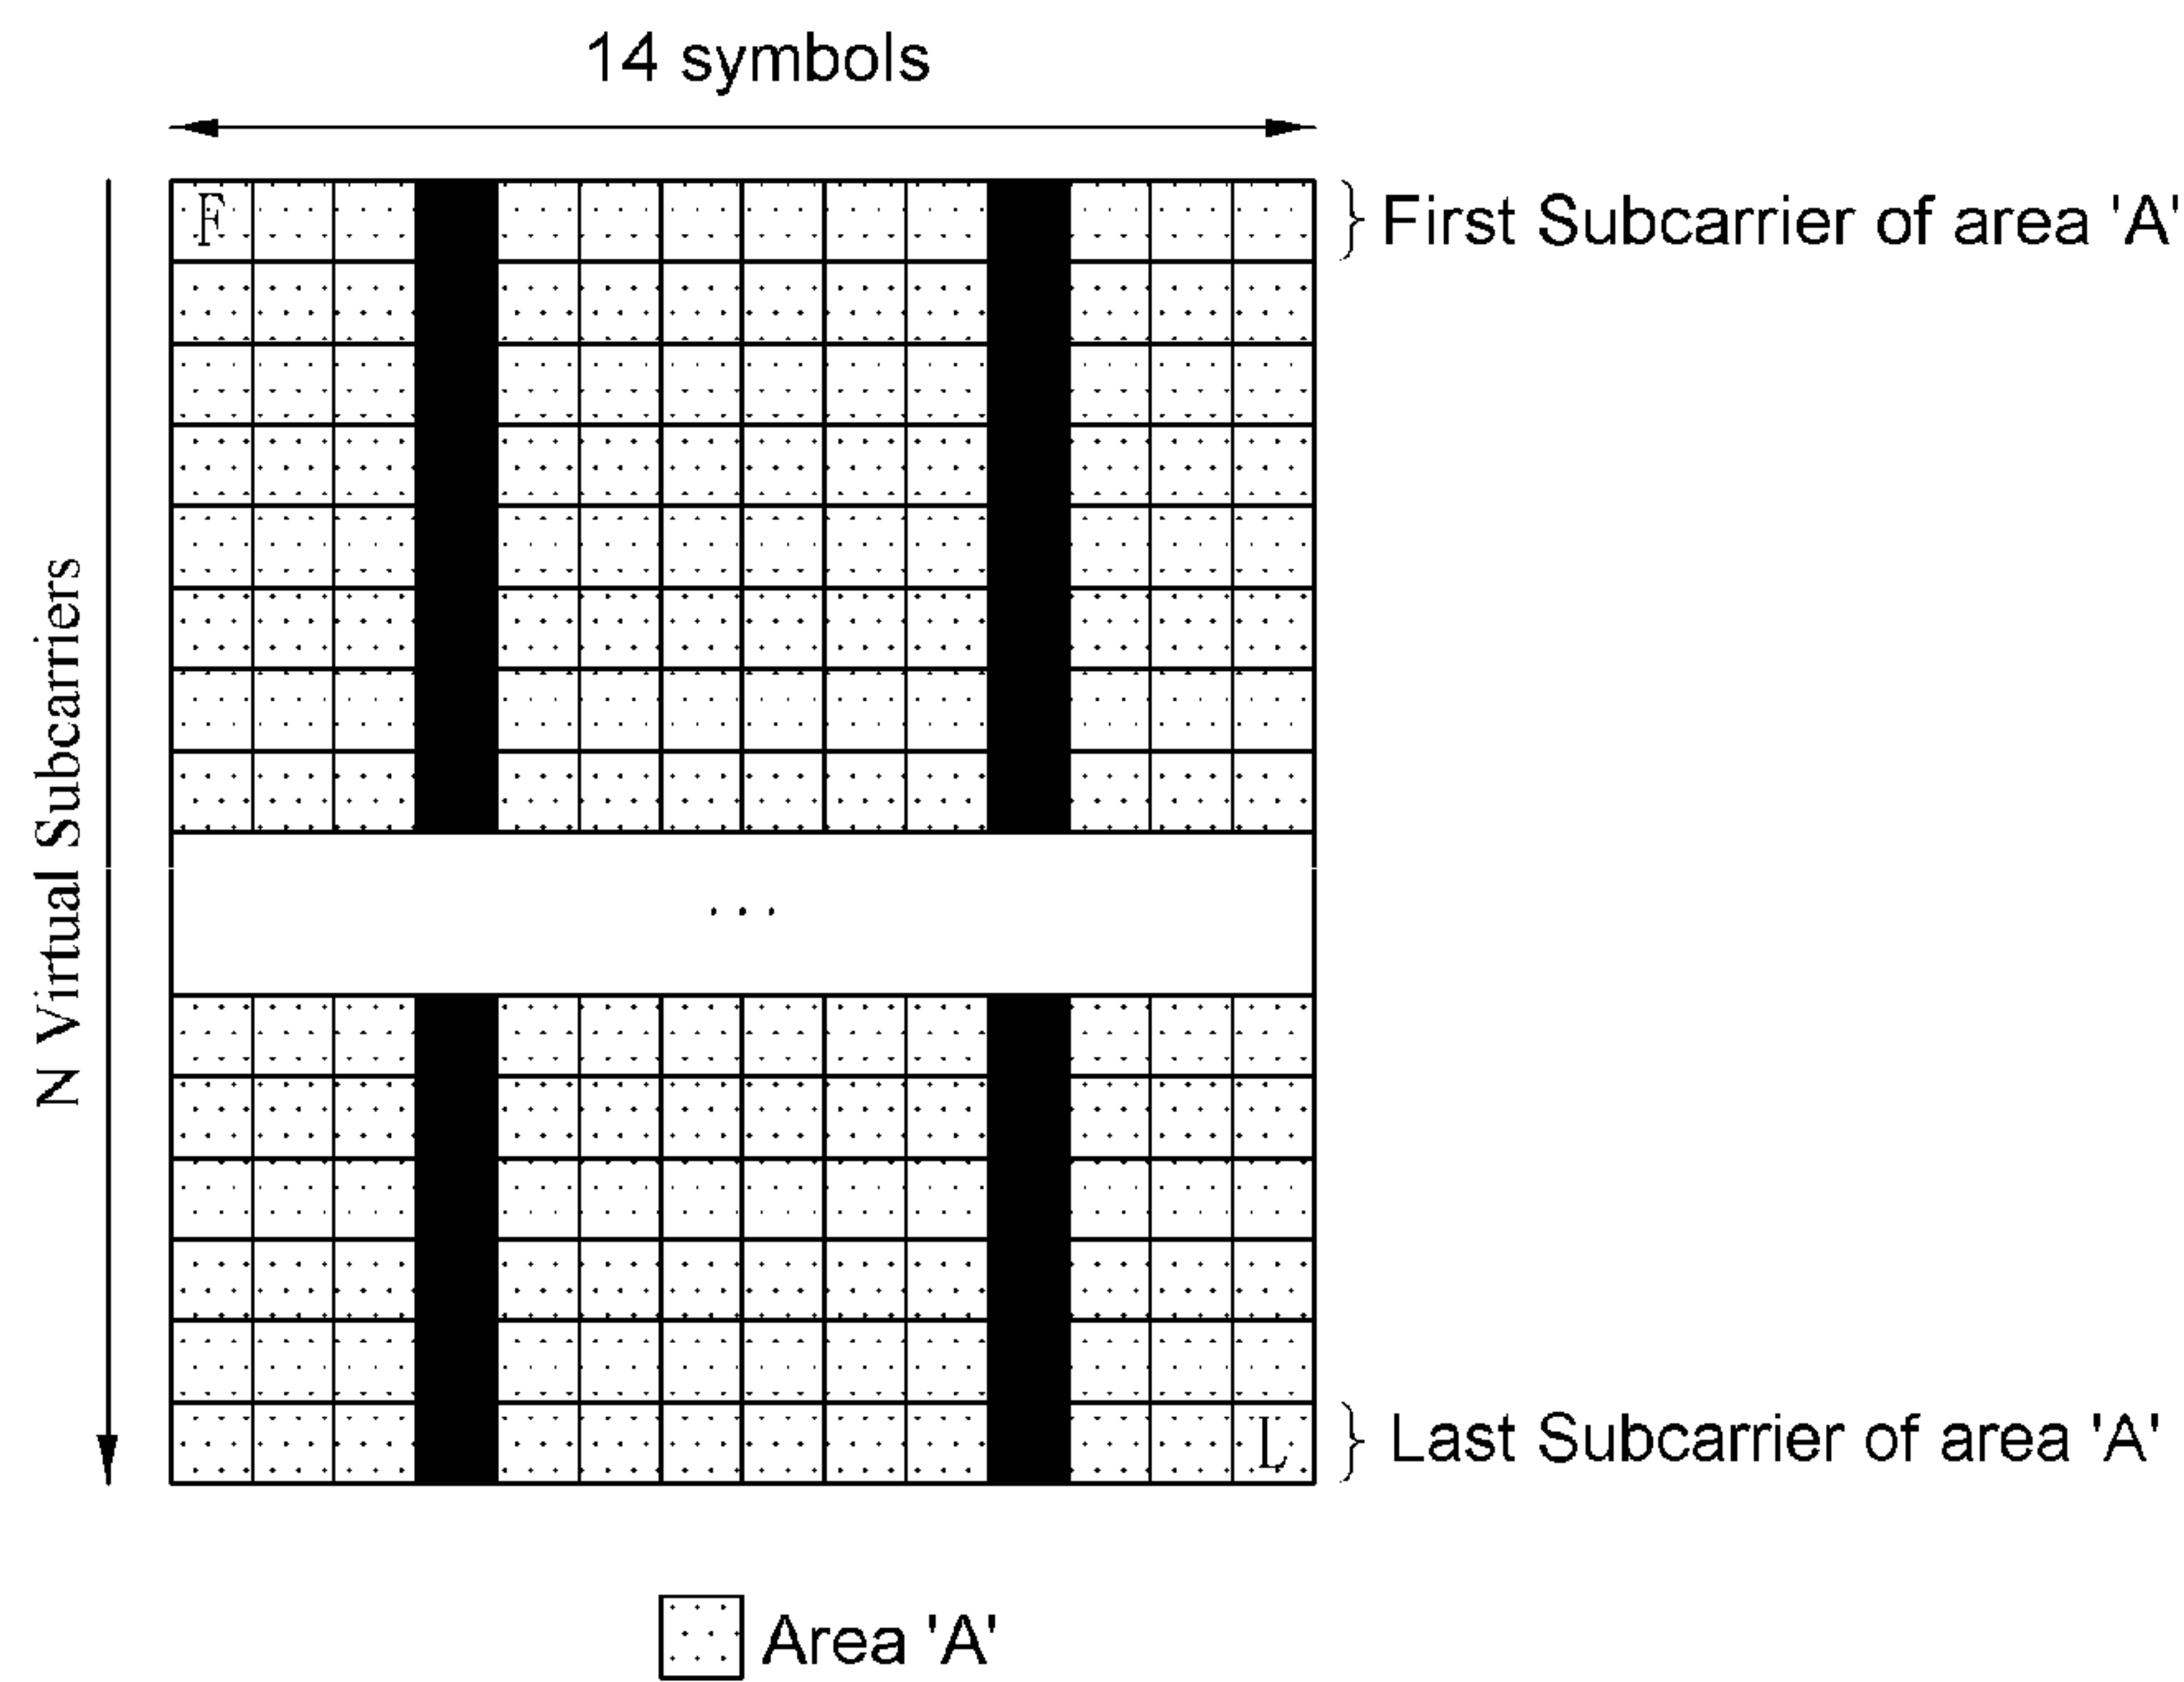 14 symbols
F
First Subcarrier of area 'A'
N Virtual Subcarriers
...
L
Last Subcarrier of area 'A'
Area 'A'